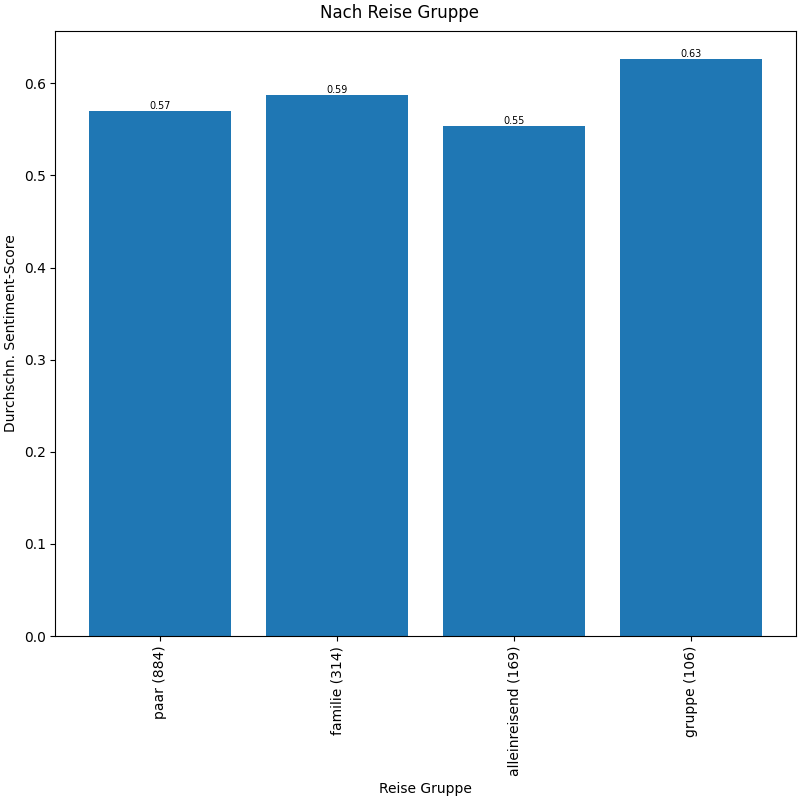 Nach Reise Gruppe
Durchschn. Sentiment-Score
0.6
0.5
0.4
0.3
0.2
0.1
0.0
0.57
0.59
0.55
0.63
paar (884)
familie (314)
alleinreisend (169)
gruppe (106)
Reise Gruppe